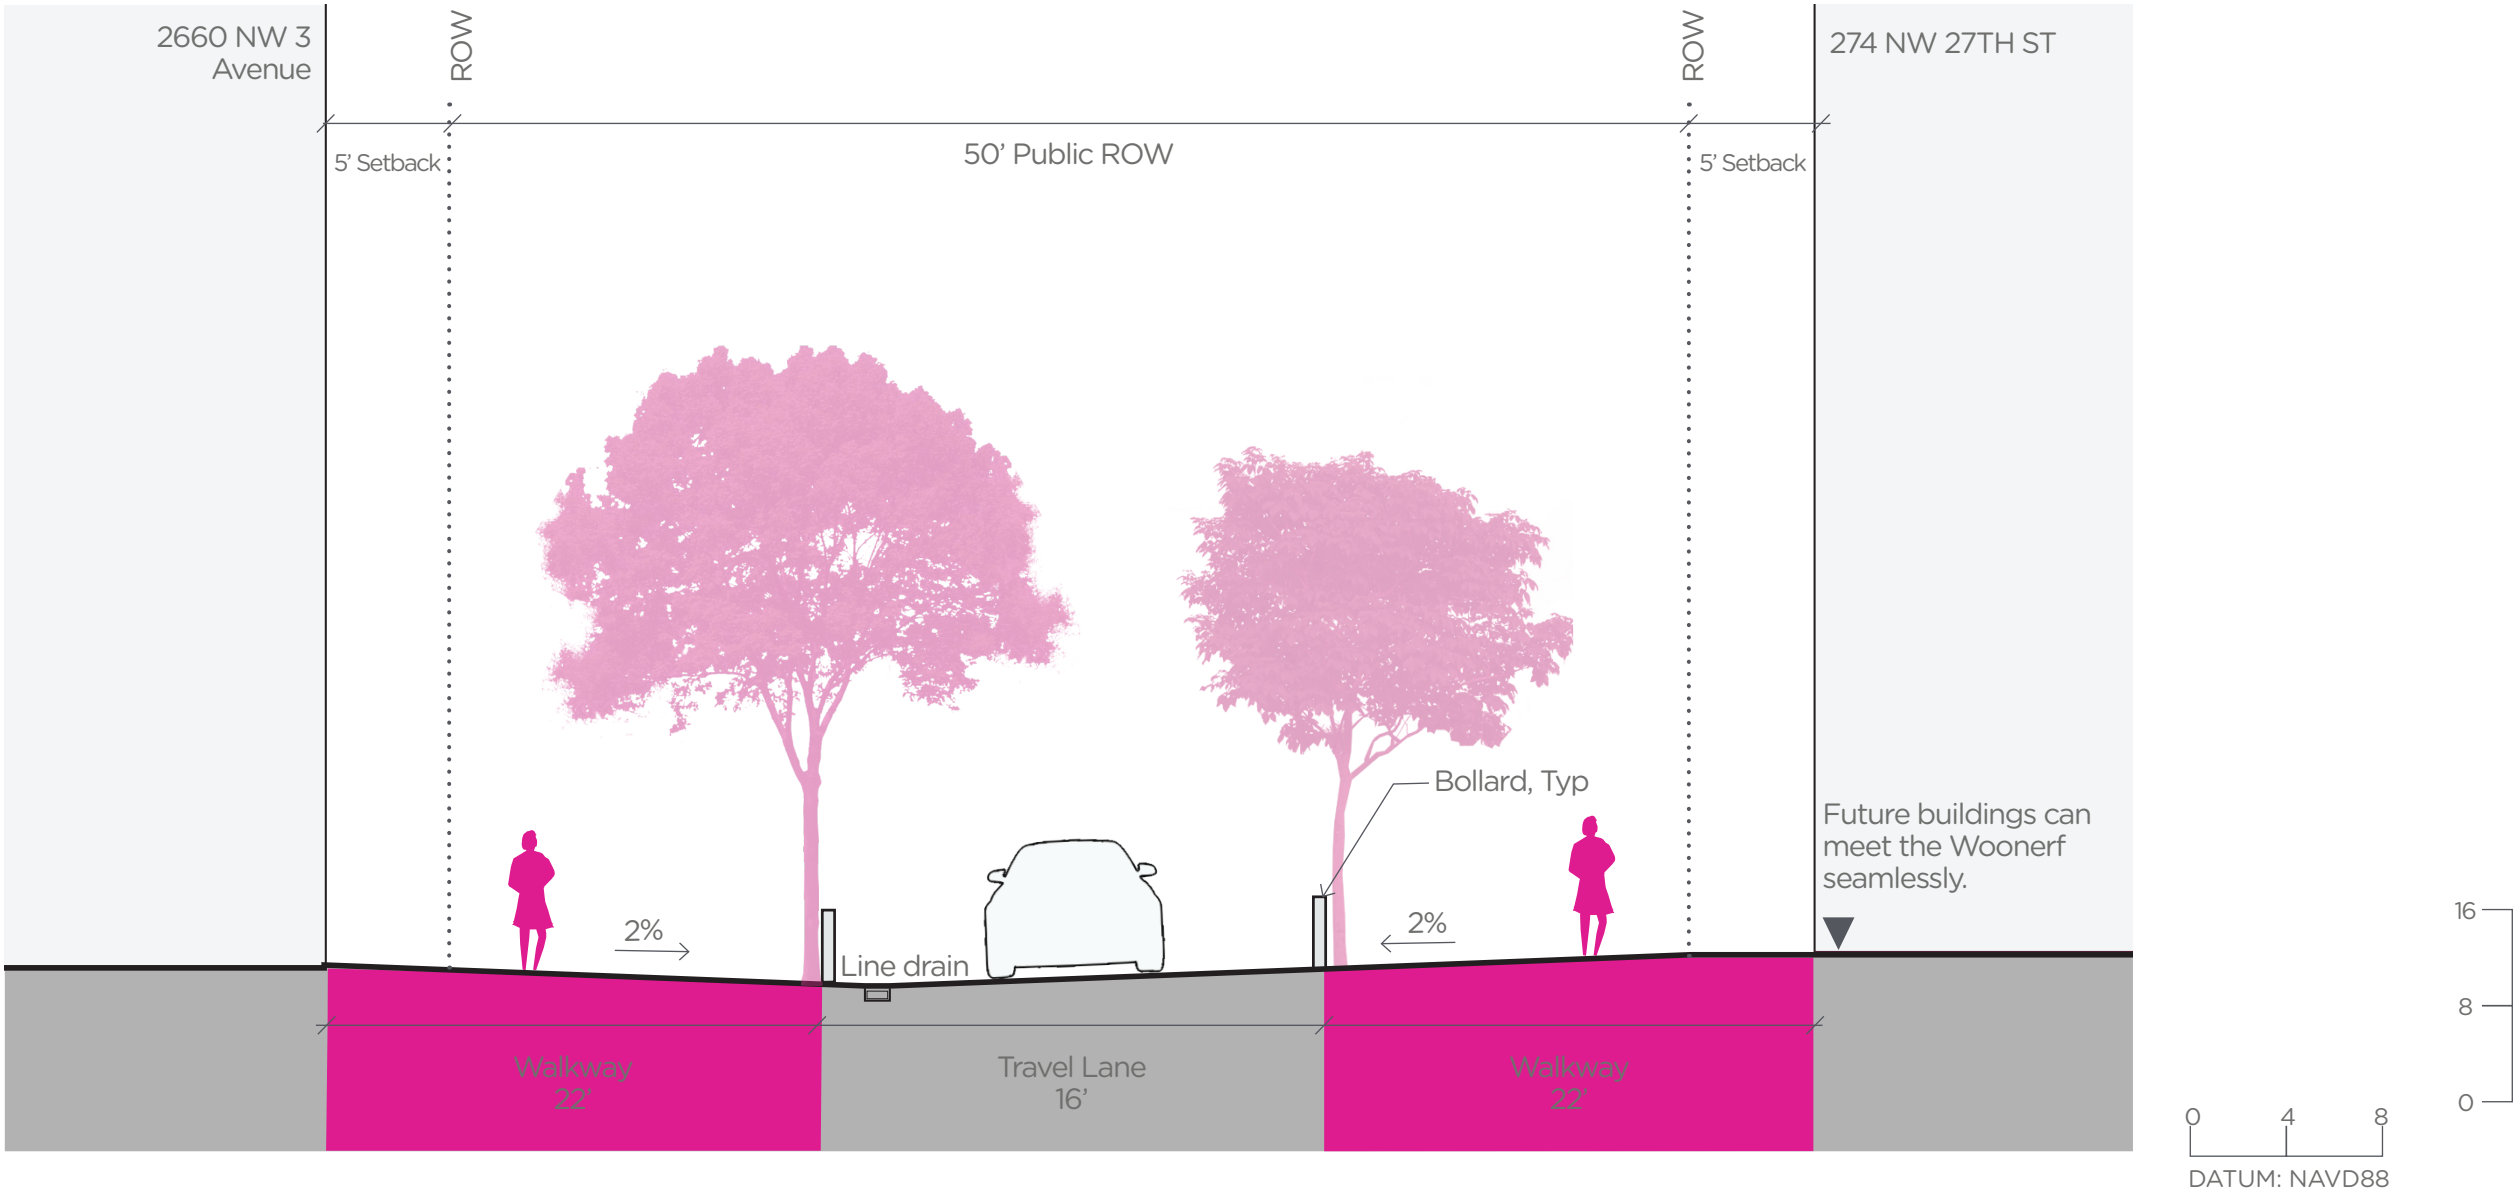 2660 NW 3
Avenue
ROW
ROW
274 NW 27TH ST
5’ Setback
50’ Public ROW
5’ Setback
Bollard, Typ
Future buildings can
meet the Woonerf
seamlessly.
2%
2%
Line drain
Walkway
22’
Travel Lane
16’
Walkway
22’
16
8
0
0 4 8
DATUM: NAVD88